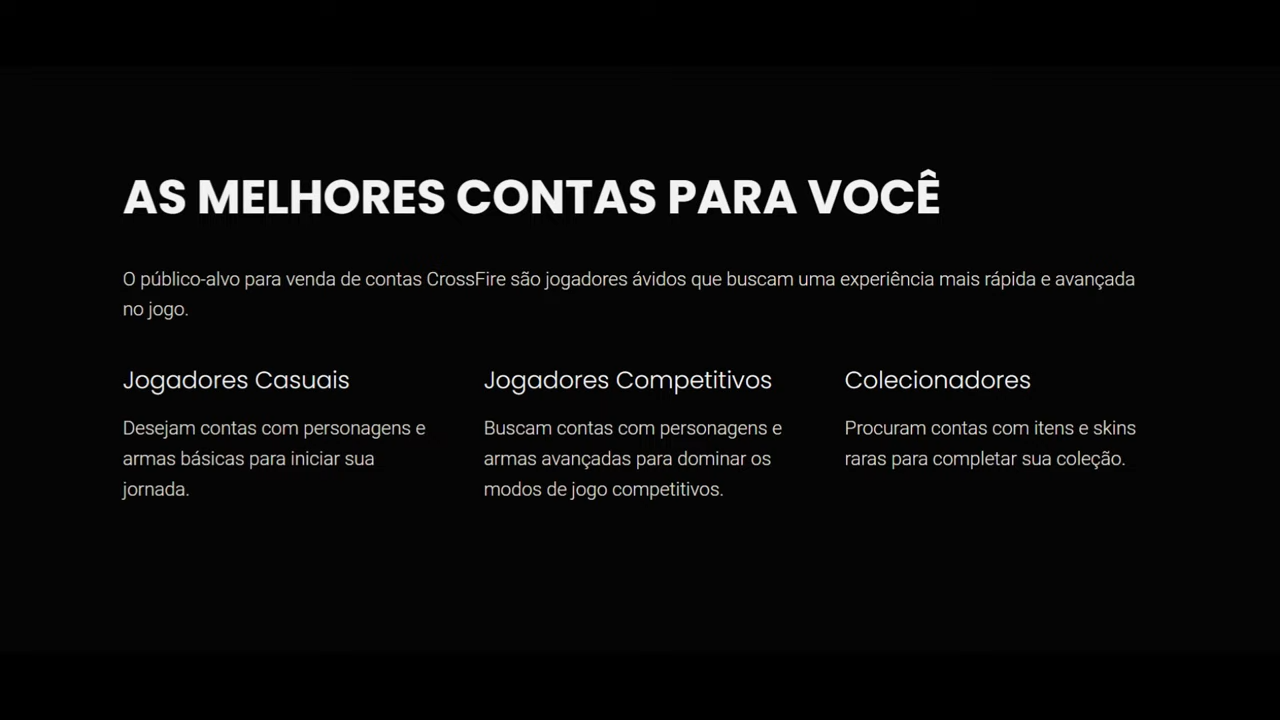 AS MELHORES CONTAS PARA VOCÊ
O público-alvo para venda de contas CrossFire são jogadores ávidos que buscam uma experiência mais rápida e avançada
no jogo.
Jogadores Casuais
Desejam contas com personagens e
armas básicas para iniciar sua
jornada.
Jogadores Competitivos
Buscam contas com personagens e
armas avançadas para dominar os
modos de jogo competitivos.
Colecionadores
Procuram contas com itens e skins
raras para completar sua coleção.